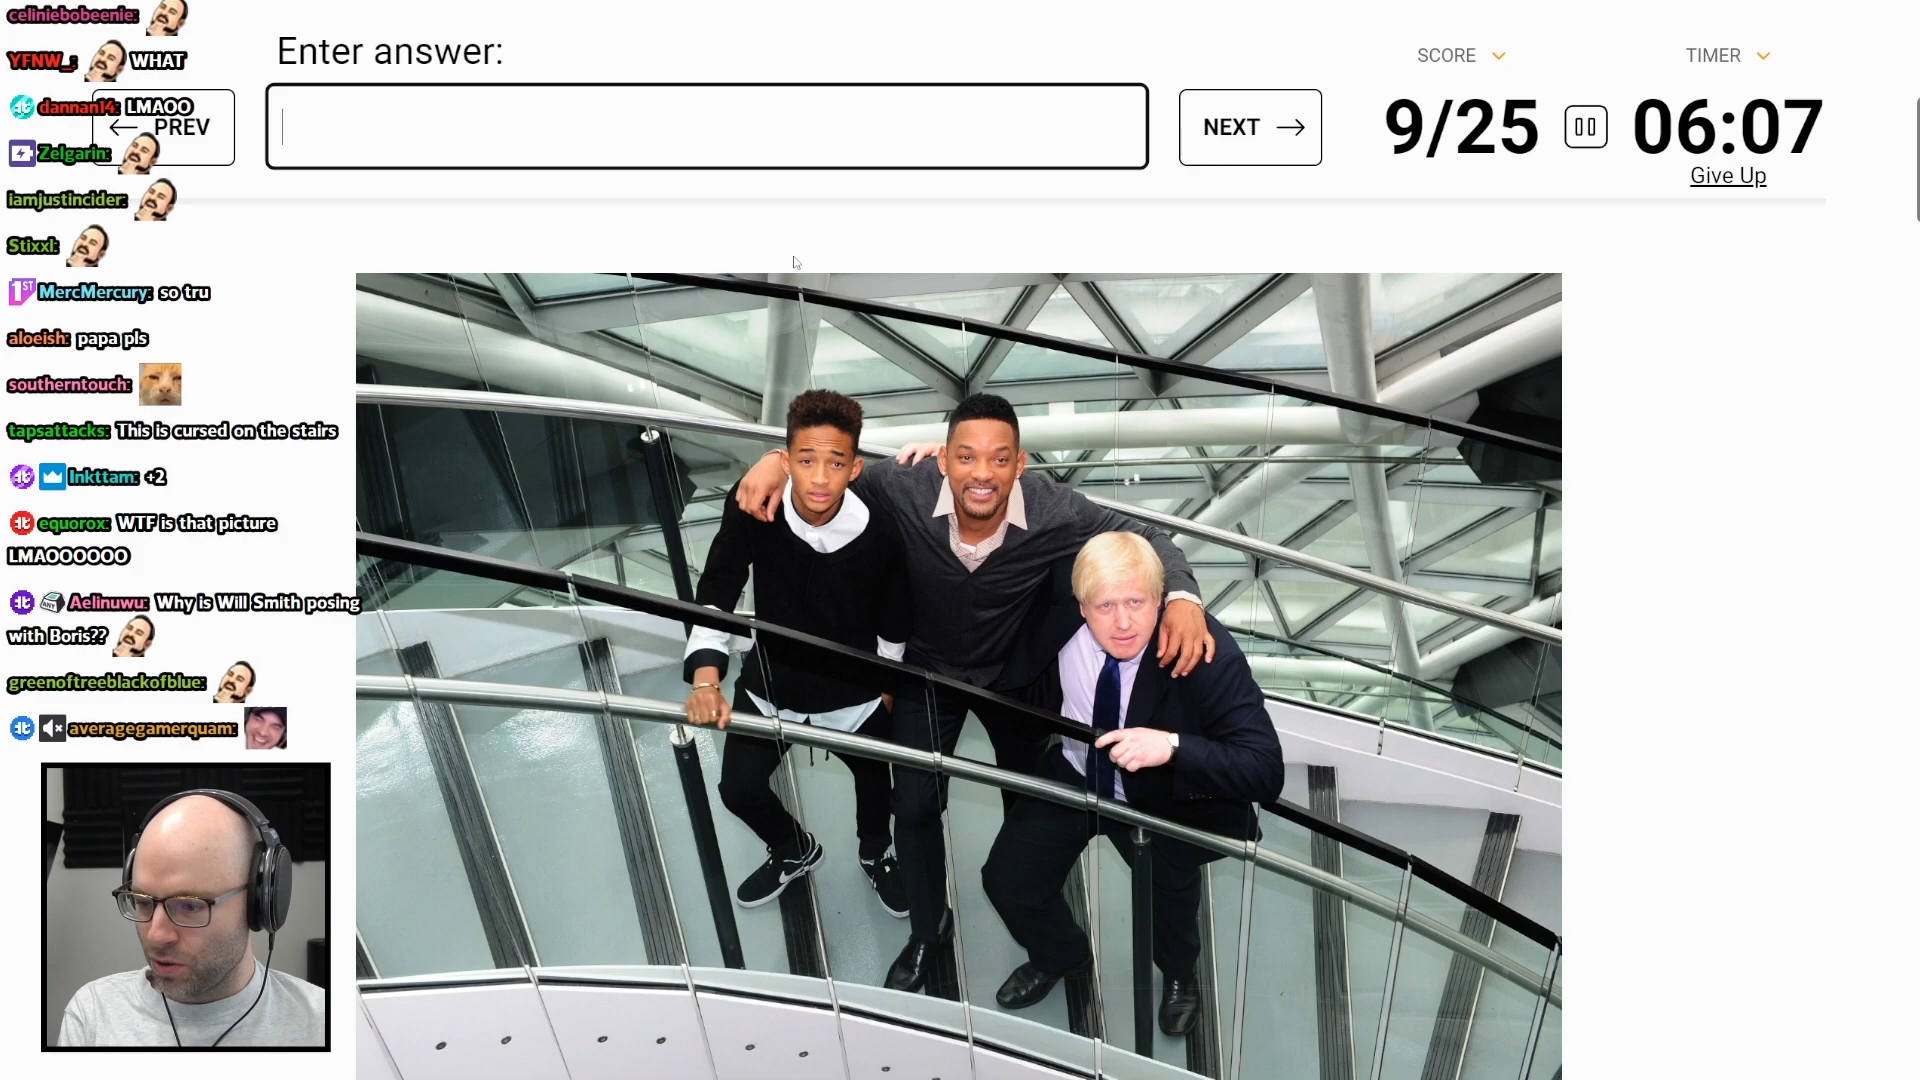 celiniebobeenie:
YFNW_: WHAT
dannan14: LMAOO
Zelgarin:
iamjustincider:
Stixxl:
1ST MercMercury: so tru
aloeish: papa pls
southerntouch:
tapsattacks: This is cursed on the stairs
Inkttam: +2
equorox: WTF is that picture
LMAOOOOOO
ANY Aelinuwu: Why is Will Smith posing
with Boris??
greenoftreeblackofblue:
averagegamerquam:
Enter answer:
← PREV
NEXT →
SCORE
9/25
TIMER
06:07
Give Up